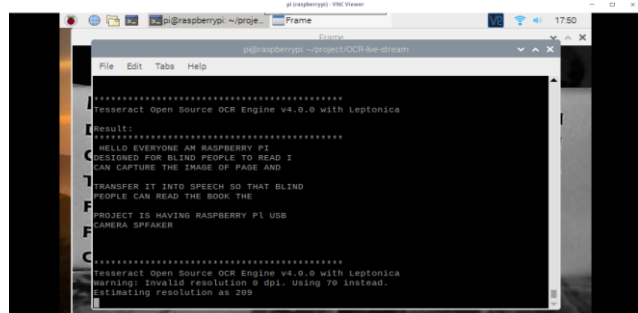 pi (raspberrypi) - VNC Viewer
pi@raspberrypi: ~/proje...
Frame
17:50
Frame
pi@raspberrypi: ~/project/OCR-live-stream
File Edit Tabs Help
*******************************************
Tesseract Open Source OCR Engine v4.0.0 with Leptonica
Result:
*******************************************
HELLO EVERYONE AM RASPBERRY PI
DESIGNED FOR BLIND PEOPLE TO READ I
CAN CAPTURE THE IMAGE OF PAGE AND
TRANSFER IT INTO SPEECH SO THAT BLIND
PEOPLE CAN READ THE BOOK THE
PROJECT IS HAVING RASPBERRY Pl USB
CAMERA SPFAKER
*******************************************
Tesseract Open Source OCR Engine v4.0.0 with Leptonica
Warning: Invalid resolution 0 dpi. Using 70 instead.
Estimating resolution as 209